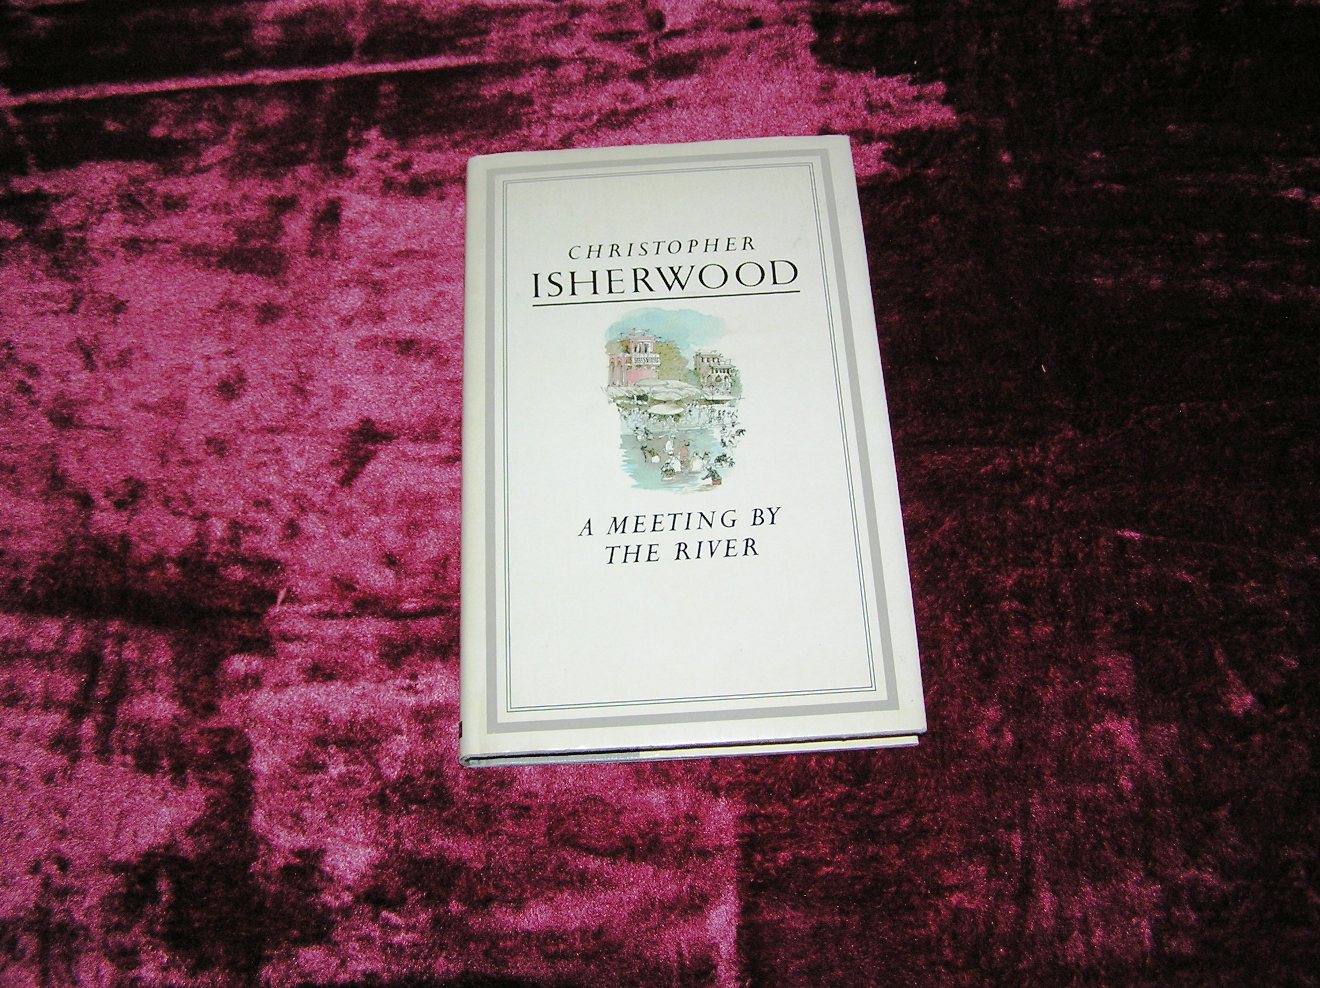 CHRISTOPHER
ISHERWOOD
A MEETING BY
THE RIVER